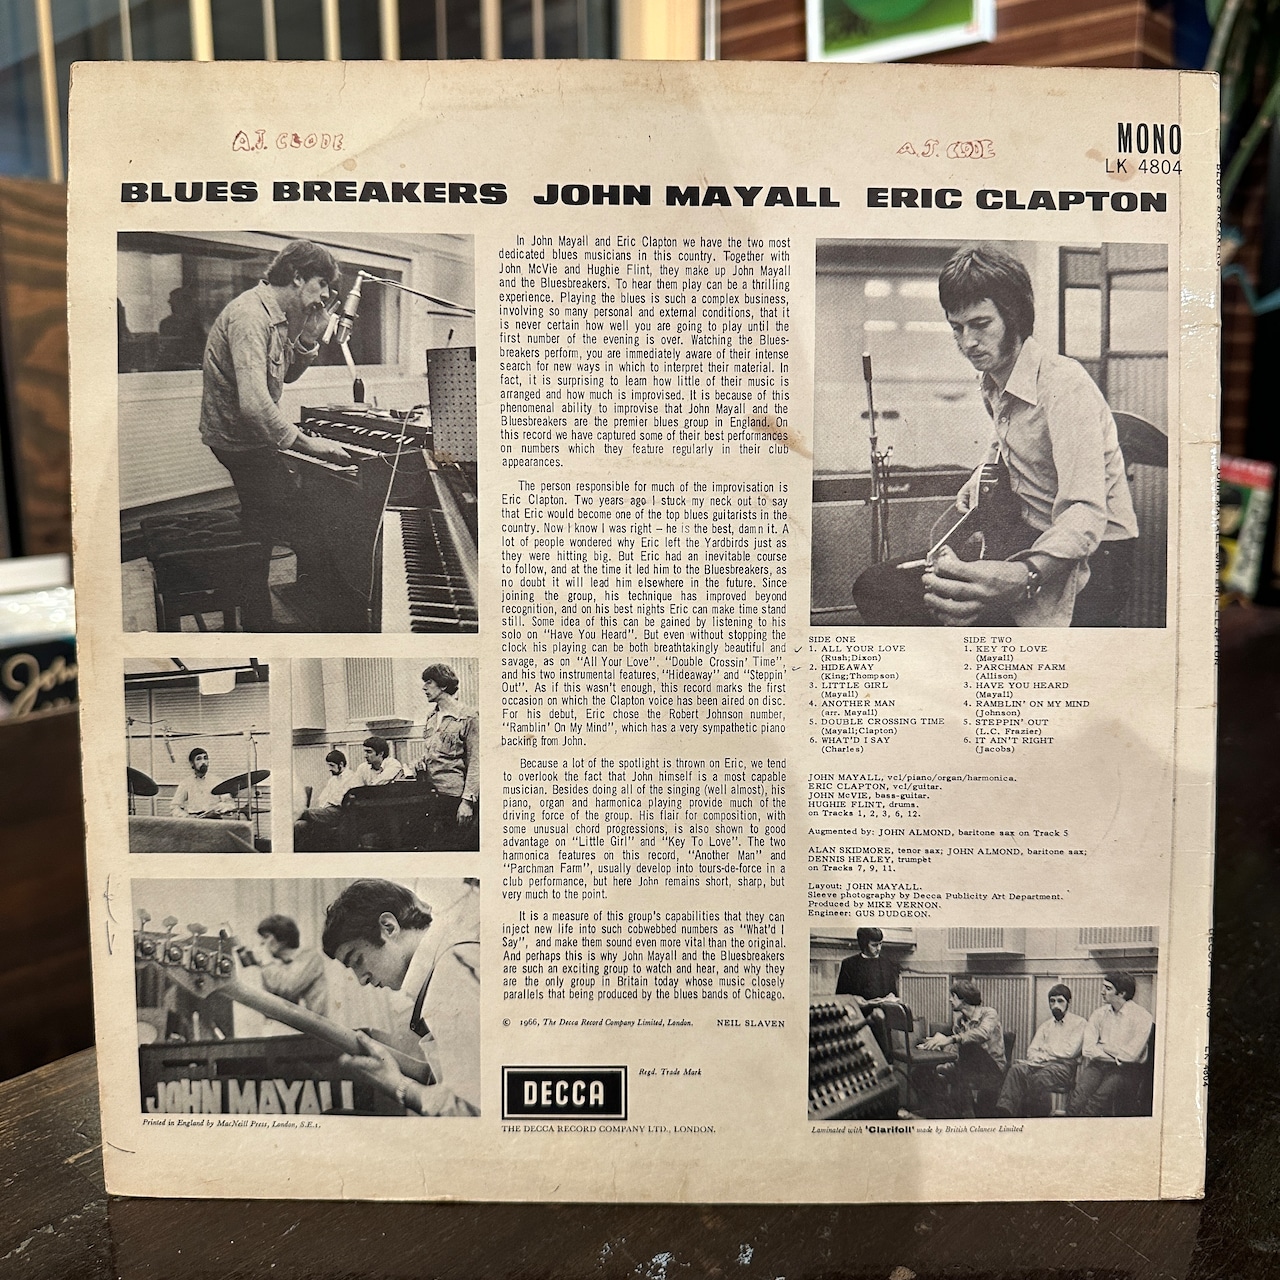 A.J. CLODE
A.J. CLODE
MONO
LK 4804
BLUES BREAKERS JOHN MAYALL ERIC CLAPTON
In John Mayall and Eric Clapton we have the two most
dedicated blues musicians in this country. Together with
John McVie and Hughie Flint, they make up John Mayall
and the Bluesbreakers. To hear them play can be a thrilling
experience. Playing the blues is such a complex business,
involving so many personal and external conditions, that it
is never certain how well you are going to play until the
first number of the evening is over. Watching the Blues-
breakers perform, you are immediately aware of their intense
search for new ways in which to interpret their material. In
fact, it is surprising to learn how little of their music is
arranged and how much is improvised. It is because of this
phenomenal ability to improvise that John Mayall and the
Bluesbreakers are the premier blues group in England. On
this record we have captured some of their best performances
on numbers which they feature regularly in their club
appearances.
The person responsible for much of the improvisation is
Eric Clapton. Two years ago I stuck my neck out to say
that Eric would become one of the top blues guitarists in the
country. Now I know I was right – he is the best, damn it. A
lot of people wondered why Eric left the Yardbirds just as
they were hitting big. But Eric had an inevitable course
to follow, and at the time it led him to the Bluesbreakers, as
no doubt it will lead him elsewhere in the future. Since
joining the group, his technique has improved beyond
recognition, and on his best nights Eric can make time stand
still. Some idea of this can be gained by listening to his
solo on "Have You Heard". But even without stopping the
clock his playing can be both breathtakingly beautiful and
savage, as on "All Your Love", "Double Crossin' Time",
and his two instrumental features, "Hideaway" and "Steppin'
Out". As if this wasn't enough, this record marks the first
occasion on which the Clapton voice has been aired on disc.
For his debut, Eric chose the Robert Johnson number,
"Ramblin' On My Mind", which has a very sympathetic piano
backing from John.
Because a lot of the spotlight is thrown on Eric, we tend
to overlook the fact that John himself is a most capable
musician. Besides doing all of the singing (well almost), his
piano, organ and harmonica playing provide much of the
driving force of the group. His flair for composition, with
some unusual chord progressions, is also shown to good
advantage on "Little Girl" and "Key To Love". The two
harmonica features on this record, "Another Man" and
"Parchman Farm", usually develop into tours-de-force in a
club performance, but here John remains short, sharp, but
very much to the point.
It is a measure of this group's capabilities that they can
inject new life into such cobwebbed numbers as "What'd I
Say", and make them sound even more vital than the original.
And perhaps this is why John Mayall and the Bluesbreakers
are such an exciting group to watch and hear, and why they
are the only group in Britain today whose music closely
parallels that being produced by the blues bands of Chicago.
© 1966, The Decca Record Company Limited, London. NEIL SLAVEN
DECCA
Regd. Trade Mark
THE DECCA RECORD COMPANY LTD., LONDON.
SIDE ONE
1. ALL YOUR LOVE
(Rush;Dixon)
2. HIDEAWAY
(King;Thompson)
3. LITTLE GIRL
(Mayall)
4. ANOTHER MAN
(arr. Mayall)
5. DOUBLE CROSSING TIME
(Mayall;Clapton)
6. WHAT'D I SAY
(Charles)
SIDE TWO
1. KEY TO LOVE
(Mayall)
2. PARCHMAN FARM
(Allison)
3. HAVE YOU HEARD
(Mayall)
4. RAMBLIN' ON MY MIND
(Johnson)
5. STEPPIN' OUT
(L.C. Frazier)
6. IT AIN'T RIGHT
(Jacobs)
JOHN MAYALL, vcl/piano/organ/harmonica.
ERIC CLAPTON, vcl/guitar.
JOHN McVIE, bass-guitar.
HUGHIE FLINT, drums.
on Tracks 1, 2, 3, 6, 12.
Augmented by: JOHN ALMOND, baritone sax on Track 5
ALAN SKIDMORE, tenor sax; JOHN ALMOND, baritone sax;
DENNIS HEALEY, trumpet
on Tracks 7, 9, 11.
Layout: JOHN MAYALL.
Sleeve photography by Decca Publicity Art Department.
Produced by MIKE VERNON.
Engineer: GUS DUDGEON.
JOHN MAYALL
Printed in England by MacNeill Press, London, S.E.1.
Laminated with 'Clarifoil' made by British Celanese Limited